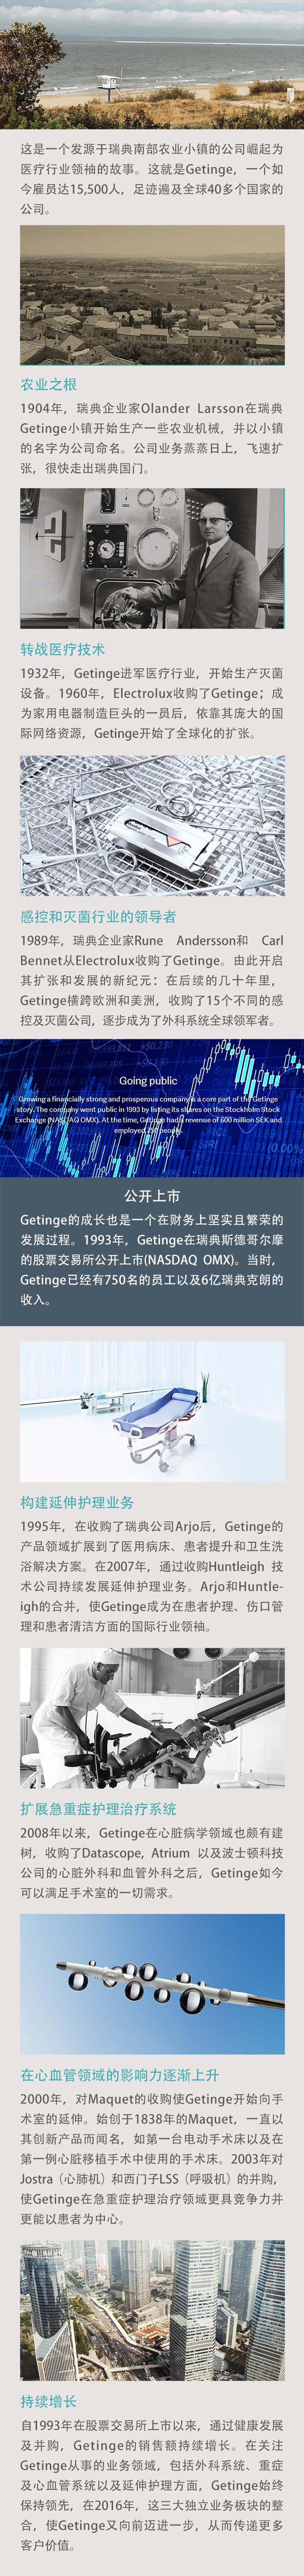 这是一个发源于瑞典南部农业小镇的公司崛起为
医疗行业领袖的故事。这就是Getinge，一个如
今雇员达15,500人，足迹遍及全球40多个国家的
公司。
农业之根
1904年，瑞典企业家Olander Larsson在瑞典
Getinge小镇开始生产一些农业机械，并以小镇
的名字为公司命名。公司业务蒸蒸日上，飞速扩
张，很快走出瑞典国门。
转战医疗技术
1932年，Getinge进军医疗行业，开始生产灭菌
设备。1960年，Electrolux收购了Getinge；成
为家用电器制造巨头的一员后，依靠其庞大的国
际网络资源，Getinge开始了全球化的扩张。
感控和灭菌行业的领导者
1989年，瑞典企业家Rune Andersson和 Carl
Bennet从Electrolux收购了Getinge。由此开启
其扩张和发展的新纪元：在后续的几十年里，
Getinge横跨欧洲和美洲，收购了15个不同的感
控及灭菌公司，逐步成为了外科系统全球领军者。
Going public
Growing a financially strong and prosperous company is a core part of the Getinge
story. The company went public in 1993 by listing its shares on the Stockholm Stock
Exchange (NASDAQ OMX). At the time, Getinge had a revenue of 600 million SEK and
employed 750 people.
公开上市
Getinge的成长也是一个在财务上坚实且繁荣的
发展过程。1993年，Getinge在瑞典斯德哥尔摩
的股票交易所公开上市(NASDAQ OMX)。当时，
Getinge已经有750名的员工以及6亿瑞典克朗的
收入。
构建延伸护理业务
1995年，在收购了瑞典公司Arjo后，Getinge的
产品领域扩展到了医用病床、患者提升和卫生洗
浴解决方案。在2007年，通过收购Huntleigh 技
术公司持续发展延伸护理业务。Arjo和Huntle-
igh的合并，使Getinge成为在患者护理、伤口管
理和患者清洁方面的国际行业领袖。
扩展急重症护理治疗系统
2008年以来，Getinge在心脏病学领域也颇有建
树，收购了Datascope, Atrium 以及波士顿科技
公司的心脏外科和血管外科之后，Getinge如今
可以满足手术室的一切需求。
在心血管领域的影响力逐渐上升
2000年，对Maquet的收购使Getinge开始向手
术室的延伸。始创于1838年的Maquet，一直以
其创新产品而闻名，如第一台电动手术床以及在
第一例心脏移植手术中使用的手术床。2003年对
Jostra（心肺机）和西门子LSS（呼吸机）的并购，
使Getinge在急重症护理治疗领域更具竞争力并
更能以患者为中心。
持续增长
自1993年在股票交易所上市以来，通过健康发展
及并购，Getinge的销售额持续增长。在关注
Getinge从事的业务领域，包括外科系统、重症
及心血管系统以及延伸护理方面，Getinge始终
保持领先，在2016年，这三大独立业务板块的整
合，使Getinge又向前迈进一步，从而传递更多
客户价值。